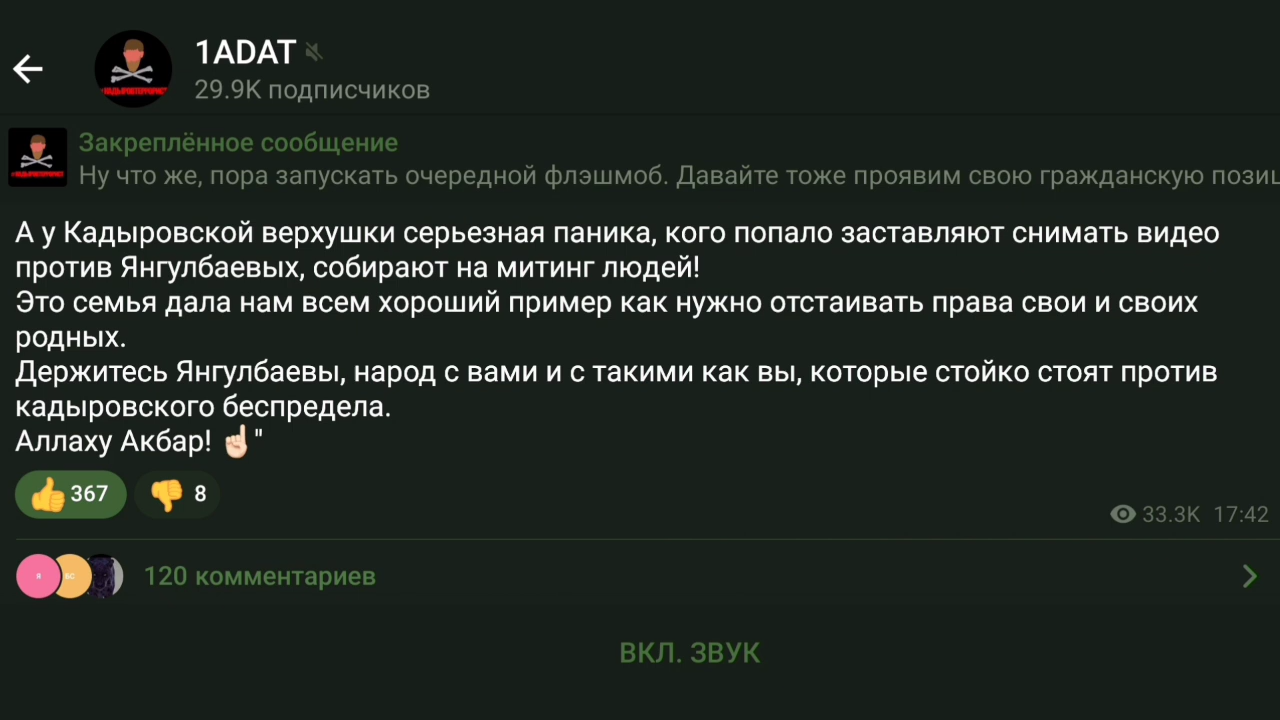 1ADAT
29.9K подписчиков
Закреплённое сообщение
Ну что же, пора запускать очередной флэшмоб. Давайте тоже проявим свою гражданскую пози
А у Кадыровской верхушки серьезная паника, кого попало заставляют снимать видео
против Янгулбаевых, собирают на митинг людей!
Это семья дала нам всем хороший пример как нужно отстаивать права свои и своих
родных.
Держитесь Янгулбаевы, народ с вами и с такими как вы, которые стойко стоят против
кадыровского беспредела.
Аллаху Акбар! ☝🏻"
👍 367 👎 8
33.3K 17:42
Я БС
120 комментариев
ВКЛ. ЗВУК